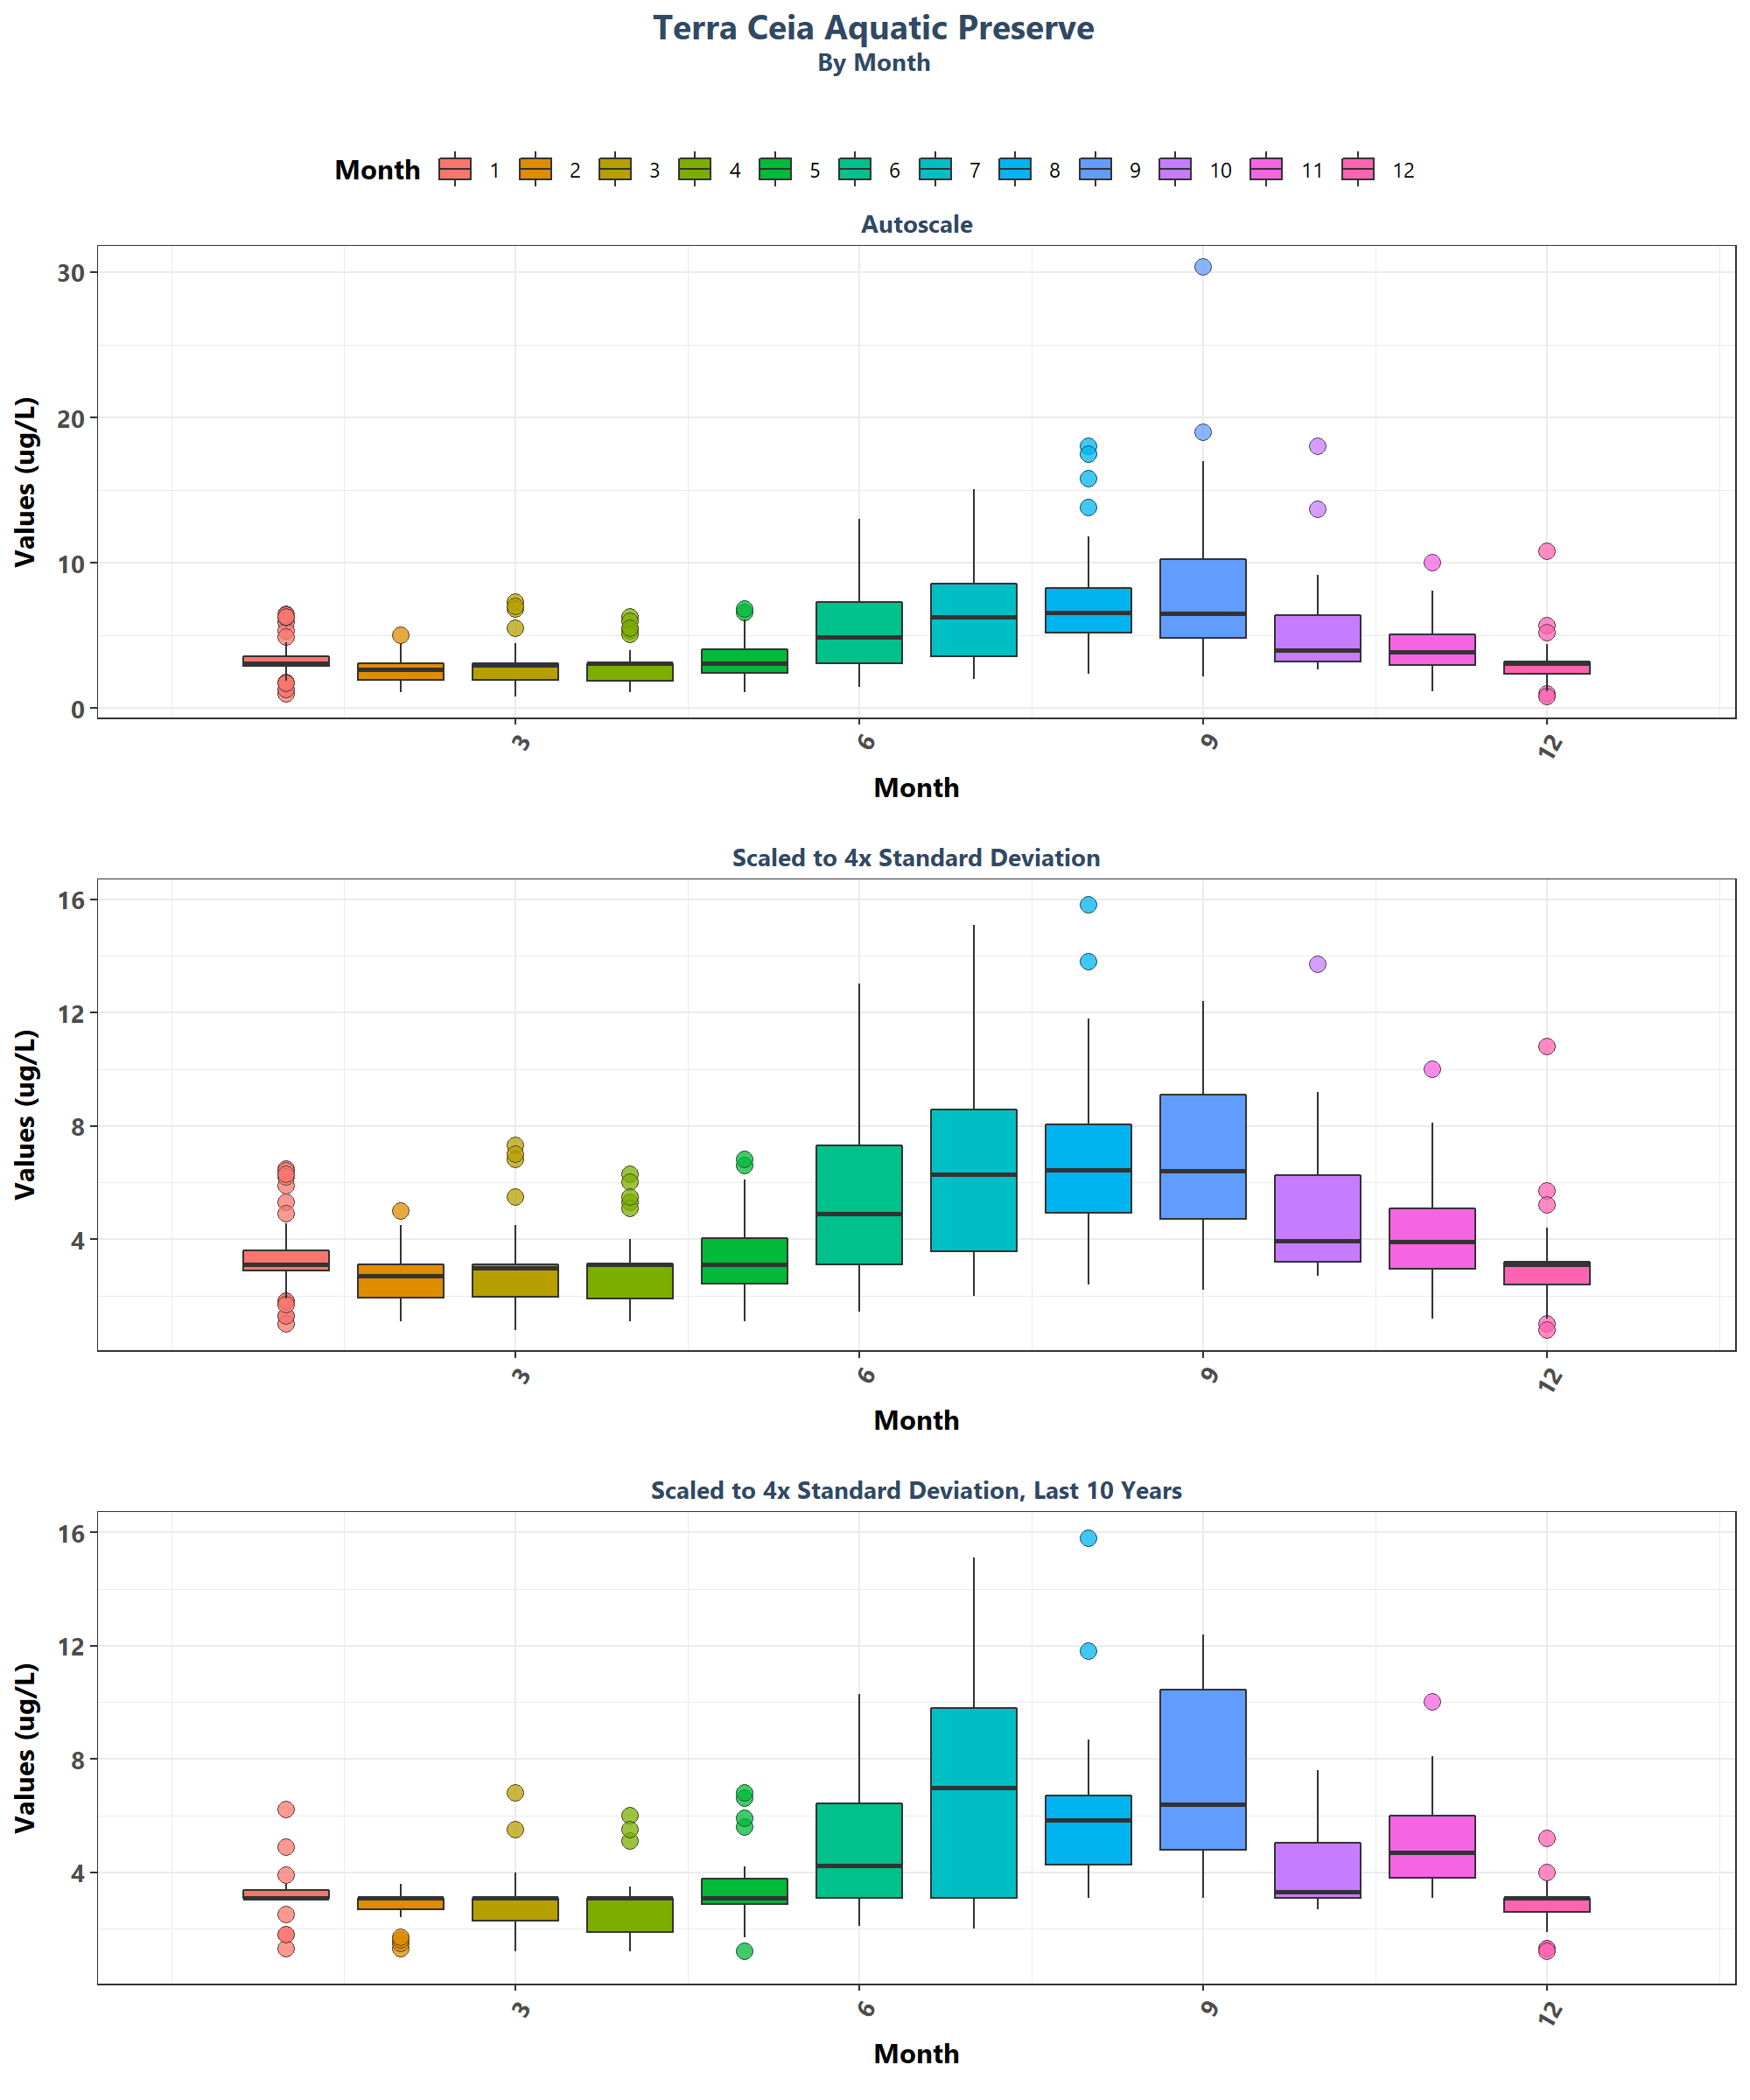 Terra Ceia Aquatic Preserve
By Month
Month 1 2 3 4 5 6 7 8 9 10 11 12
Autoscale
Values (ug/L)
30
20
10
0
3 6 9 12
Month
Scaled to 4x Standard Deviation
Values (ug/L)
16
12
8
4
3 6 9 12
Month
Scaled to 4x Standard Deviation, Last 10 Years
Values (ug/L)
16
12
8
4
3 6 9 12
Month